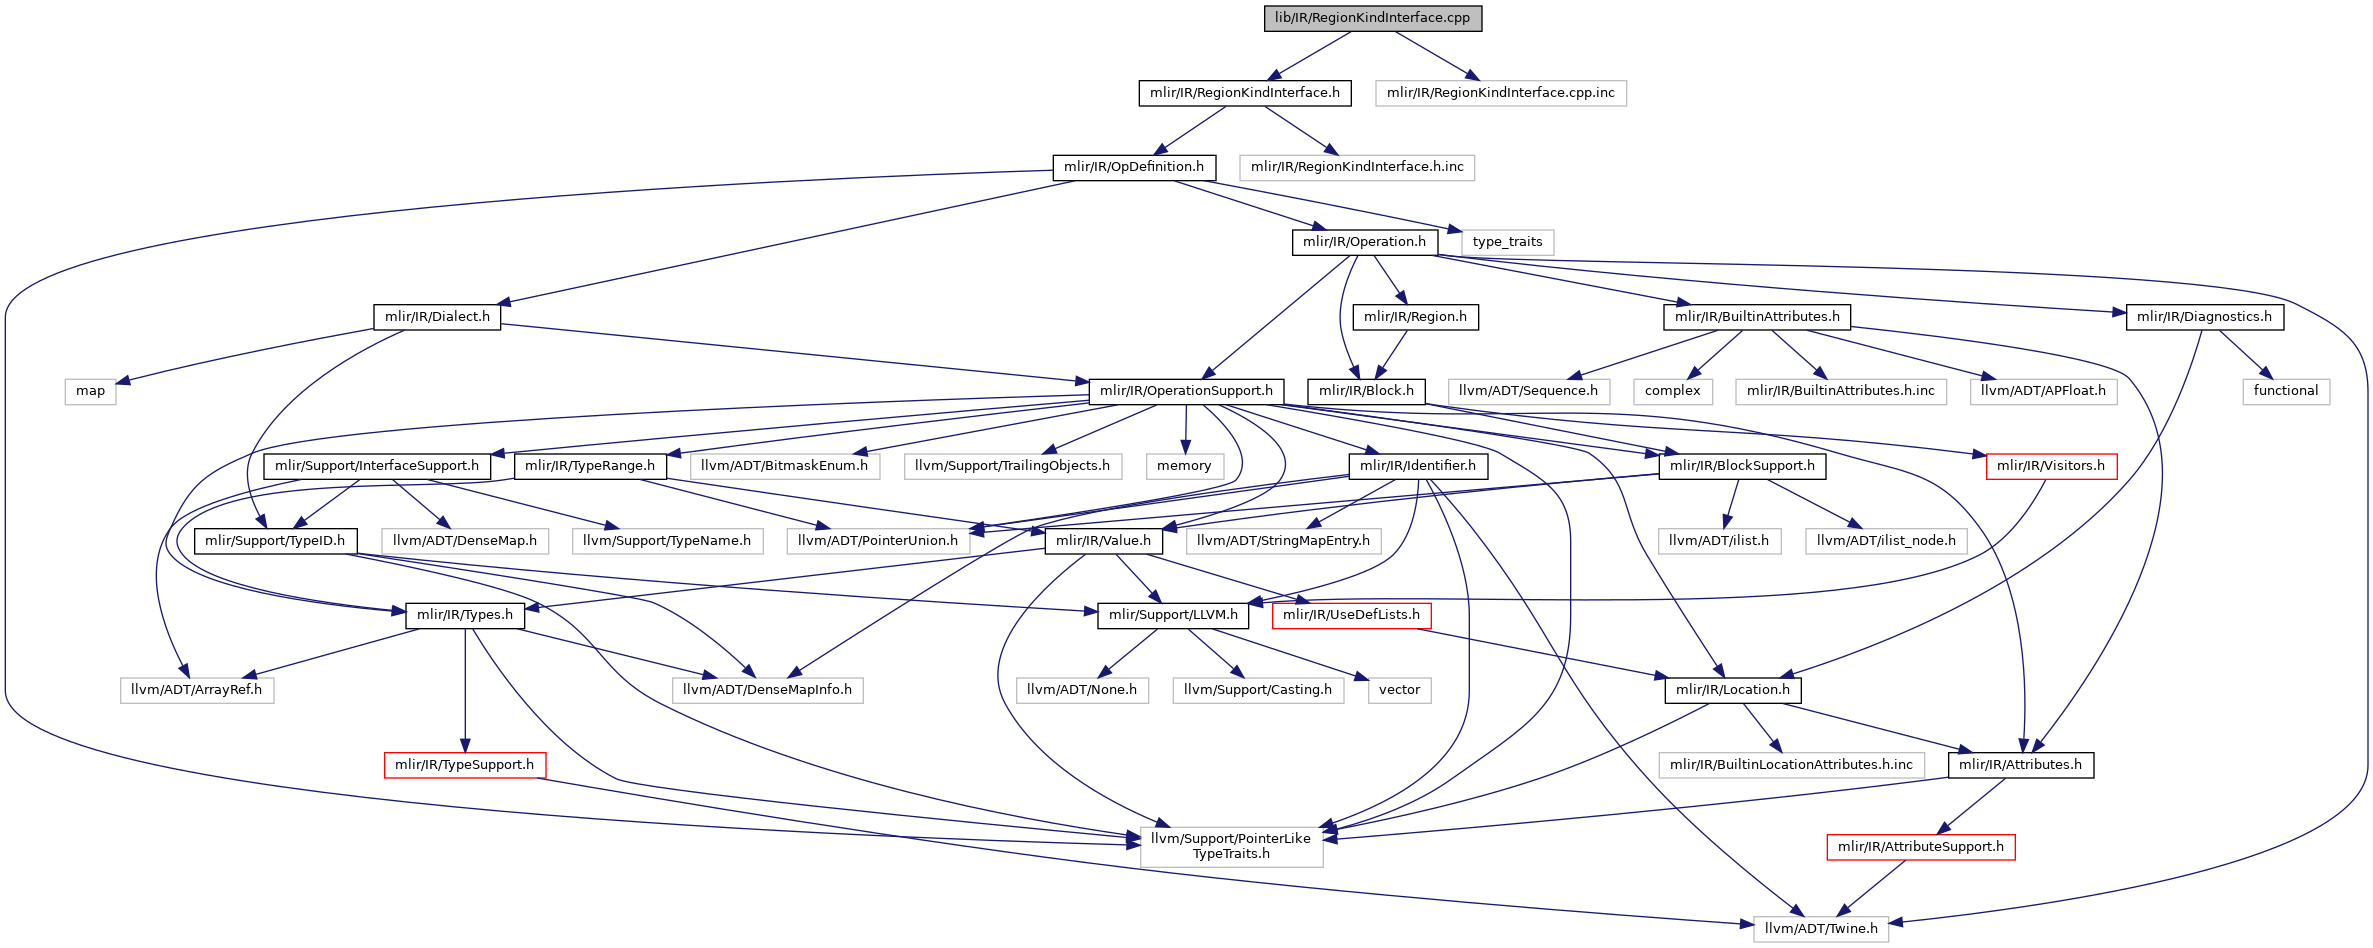 lib/IR/RegionKindInterface.cpp
mlir/IR/RegionKindInterface.h
mlir/IR/RegionKindInterface.cpp.inc
mlir/IR/OpDefinition.h
mlir/IR/RegionKindInterface.h.inc
mlir/IR/Operation.h
type_traits
mlir/IR/Dialect.h
mlir/IR/Region.h
mlir/IR/BuiltinAttributes.h
mlir/IR/Diagnostics.h
map
mlir/IR/OperationSupport.h
mlir/IR/Block.h
llvm/ADT/Sequence.h
complex
mlir/IR/BuiltinAttributes.h.inc
llvm/ADT/APFloat.h
functional
mlir/Support/InterfaceSupport.h
mlir/IR/TypeRange.h
llvm/ADT/BitmaskEnum.h
llvm/Support/TrailingObjects.h
memory
mlir/IR/Identifier.h
mlir/IR/BlockSupport.h
mlir/IR/Visitors.h
mlir/Support/TypeID.h
llvm/ADT/DenseMap.h
llvm/Support/TypeName.h
llvm/ADT/PointerUnion.h
mlir/IR/Value.h
llvm/ADT/StringMapEntry.h
llvm/ADT/ilist.h
llvm/ADT/ilist_node.h
mlir/IR/Types.h
mlir/Support/LLVM.h
mlir/IR/UseDefLists.h
llvm/ADT/ArrayRef.h
llvm/ADT/DenseMapInfo.h
llvm/ADT/None.h
llvm/Support/Casting.h
vector
mlir/IR/Location.h
mlir/IR/TypeSupport.h
mlir/IR/BuiltinLocationAttributes.h.inc
mlir/IR/Attributes.h
llvm/Support/PointerLike
TypeTraits.h
mlir/IR/AttributeSupport.h
llvm/ADT/Twine.h